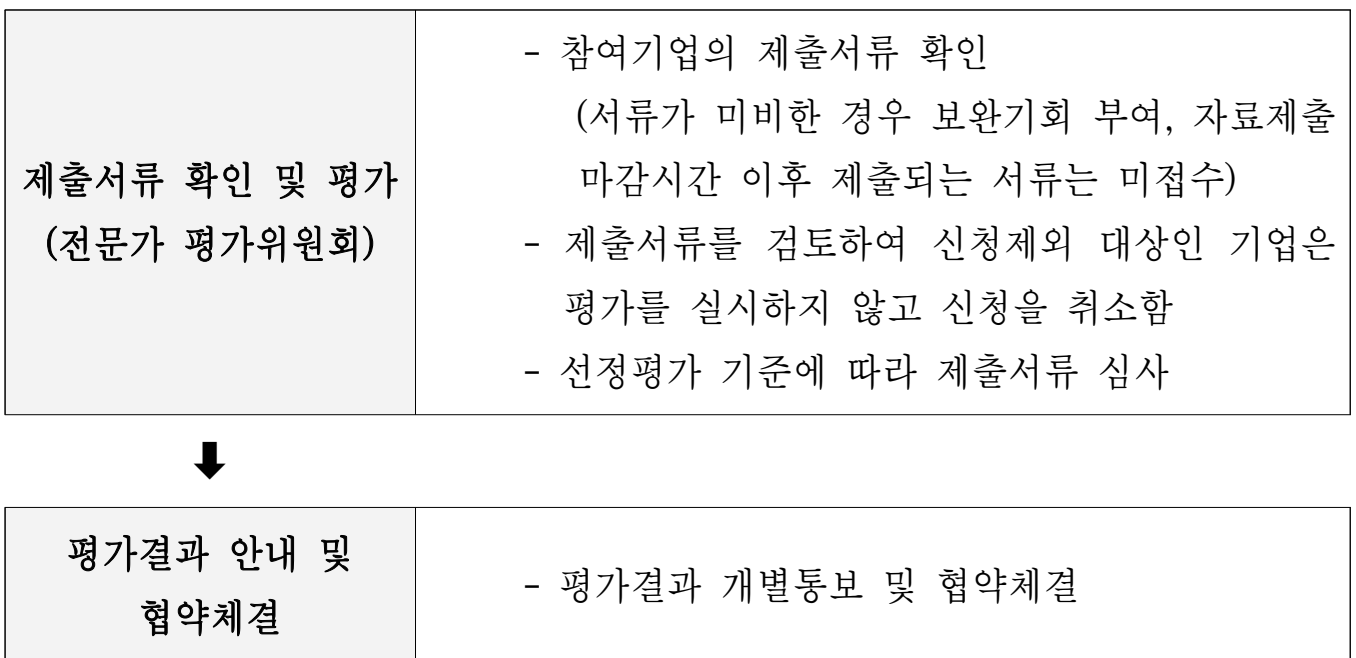 제출서류 확인 및 평가
(전문가 평가위원회)
- 참여기업의 제출서류 확인
(서류가 미비한 경우 보완기회 부여, 자료제출
마감시간 이후 제출되는 서류는 미접수)
- 제출서류를 검토하여 신청제외 대상인 기업은
평가를 실시하지 않고 신청을 취소함
- 선정평가 기준에 따라 제출서류 심사
평가결과 안내 및
협약체결
- 평가결과 개별통보 및 협약체결